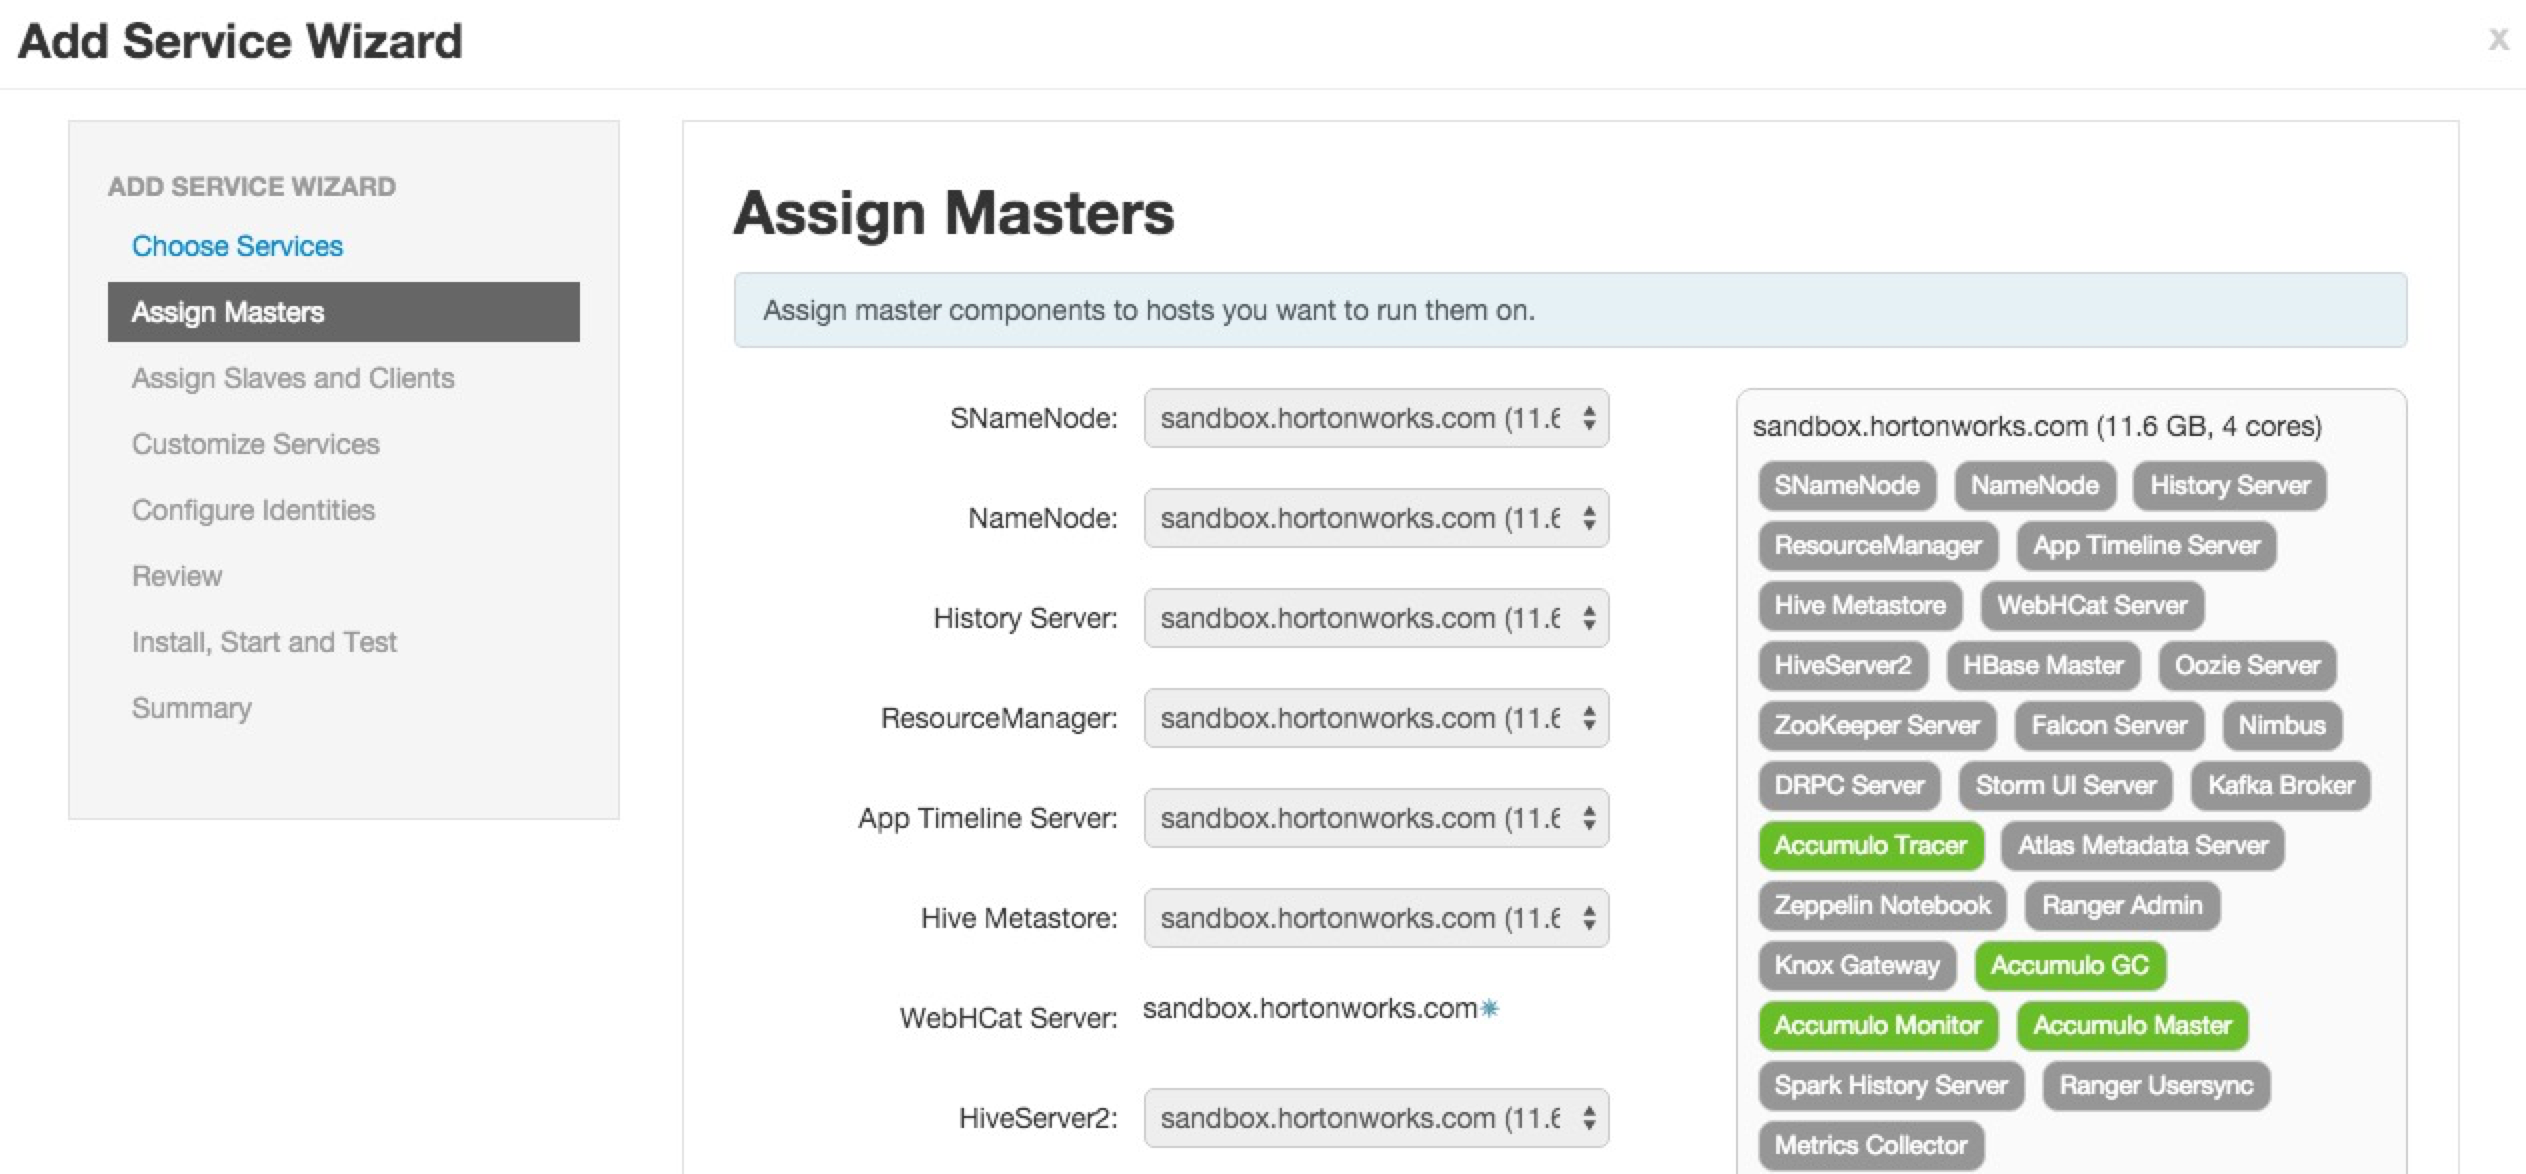 Add Service Wizard
x
ADD SERVICE WIZARD
Choose Services
Assign Masters
Assign Slaves and Clients
Customize Services
Configure Identities
Review
Install, Start and Test
Summary
Assign Masters
Assign master components to hosts you want to run them on.
SNameNode: sandbox.hortonworks.com (11.6
NameNode: sandbox.hortonworks.com (11.6
History Server: sandbox.hortonworks.com (11.6
ResourceManager: sandbox.hortonworks.com (11.6
App Timeline Server: sandbox.hortonworks.com (11.6
Hive Metastore: sandbox.hortonworks.com (11.6
WebHCat Server: sandbox.hortonworks.com*
HiveServer2: sandbox.hortonworks.com (11.6
sandbox.hortonworks.com (11.6 GB, 4 cores)
SNameNode NameNode History Server
ResourceManager App Timeline Server
Hive Metastore WebHCat Server
HiveServer2 HBase Master Oozie Server
ZooKeeper Server Falcon Server Nimbus
DRPC Server Storm UI Server Kafka Broker
Accumulo Tracer Atlas Metadata Server
Zeppelin Notebook Ranger Admin
Knox Gateway Accumulo GC
Accumulo Monitor Accumulo Master
Spark History Server Ranger Usersync
Metrics Collector